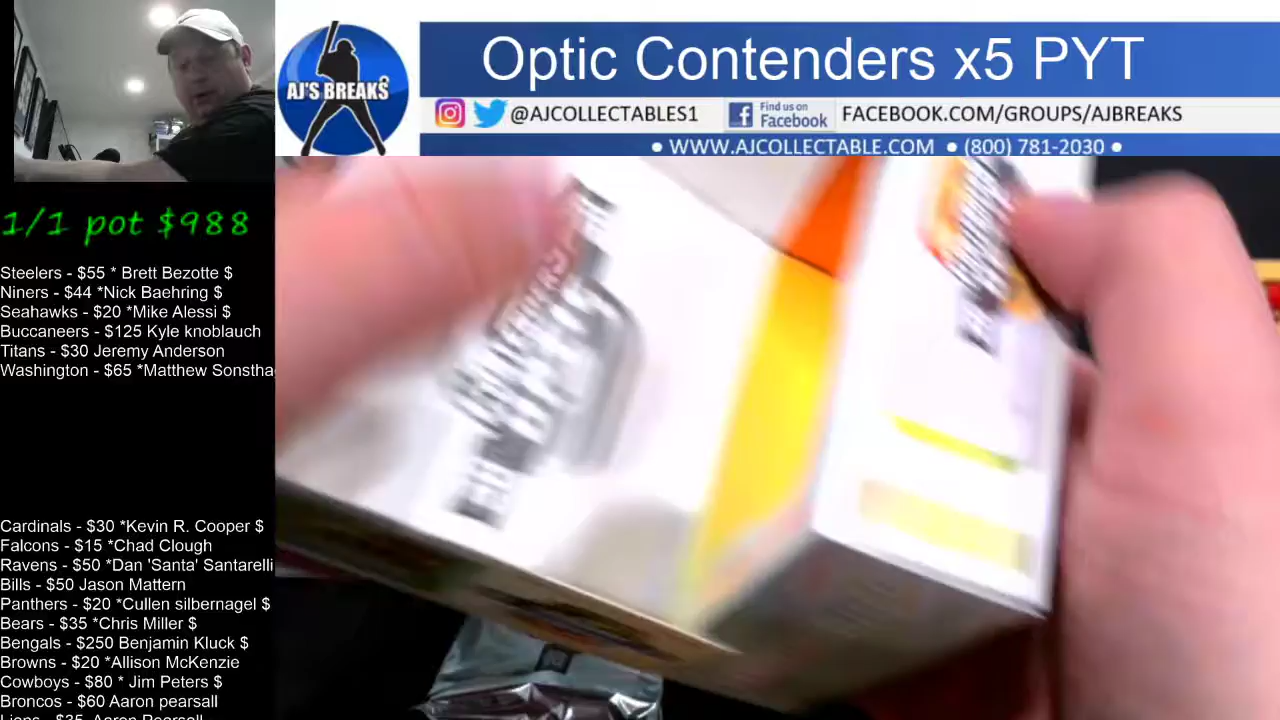 Optic Contenders x5 PYT
AJ'S BREAKS
@AJCOLLECTABLES1
Find us on
Facebook
FACEBOOK.COM/GROUPS/AJBREAKS
• WWW.AJCOLLECTABLE.COM • (800) 781-2030 •
1/1 pot $988
Steelers - $55 * Brett Bezotte $
Niners - $44 *Nick Baehring $
Seahawks - $20 *Mike Alessi $
Buccaneers - $125 Kyle knoblauch
Titans - $30 Jeremy Anderson
Washington - $65 *Matthew Sonstha
Cardinals - $30 *Kevin R. Cooper $
Falcons - $15 *Chad Clough
Ravens - $50 *Dan 'Santa' Santarelli
Bills - $50 Jason Mattern
Panthers - $20 *Cullen silbernagel $
Bears - $35 *Chris Miller $
Bengals - $250 Benjamin Kluck $
Browns - $20 *Allison McKenzie
Cowboys - $80 * Jim Peters $
Broncos - $60 Aaron pearsall
Lions - $35 Aaron Pearsall